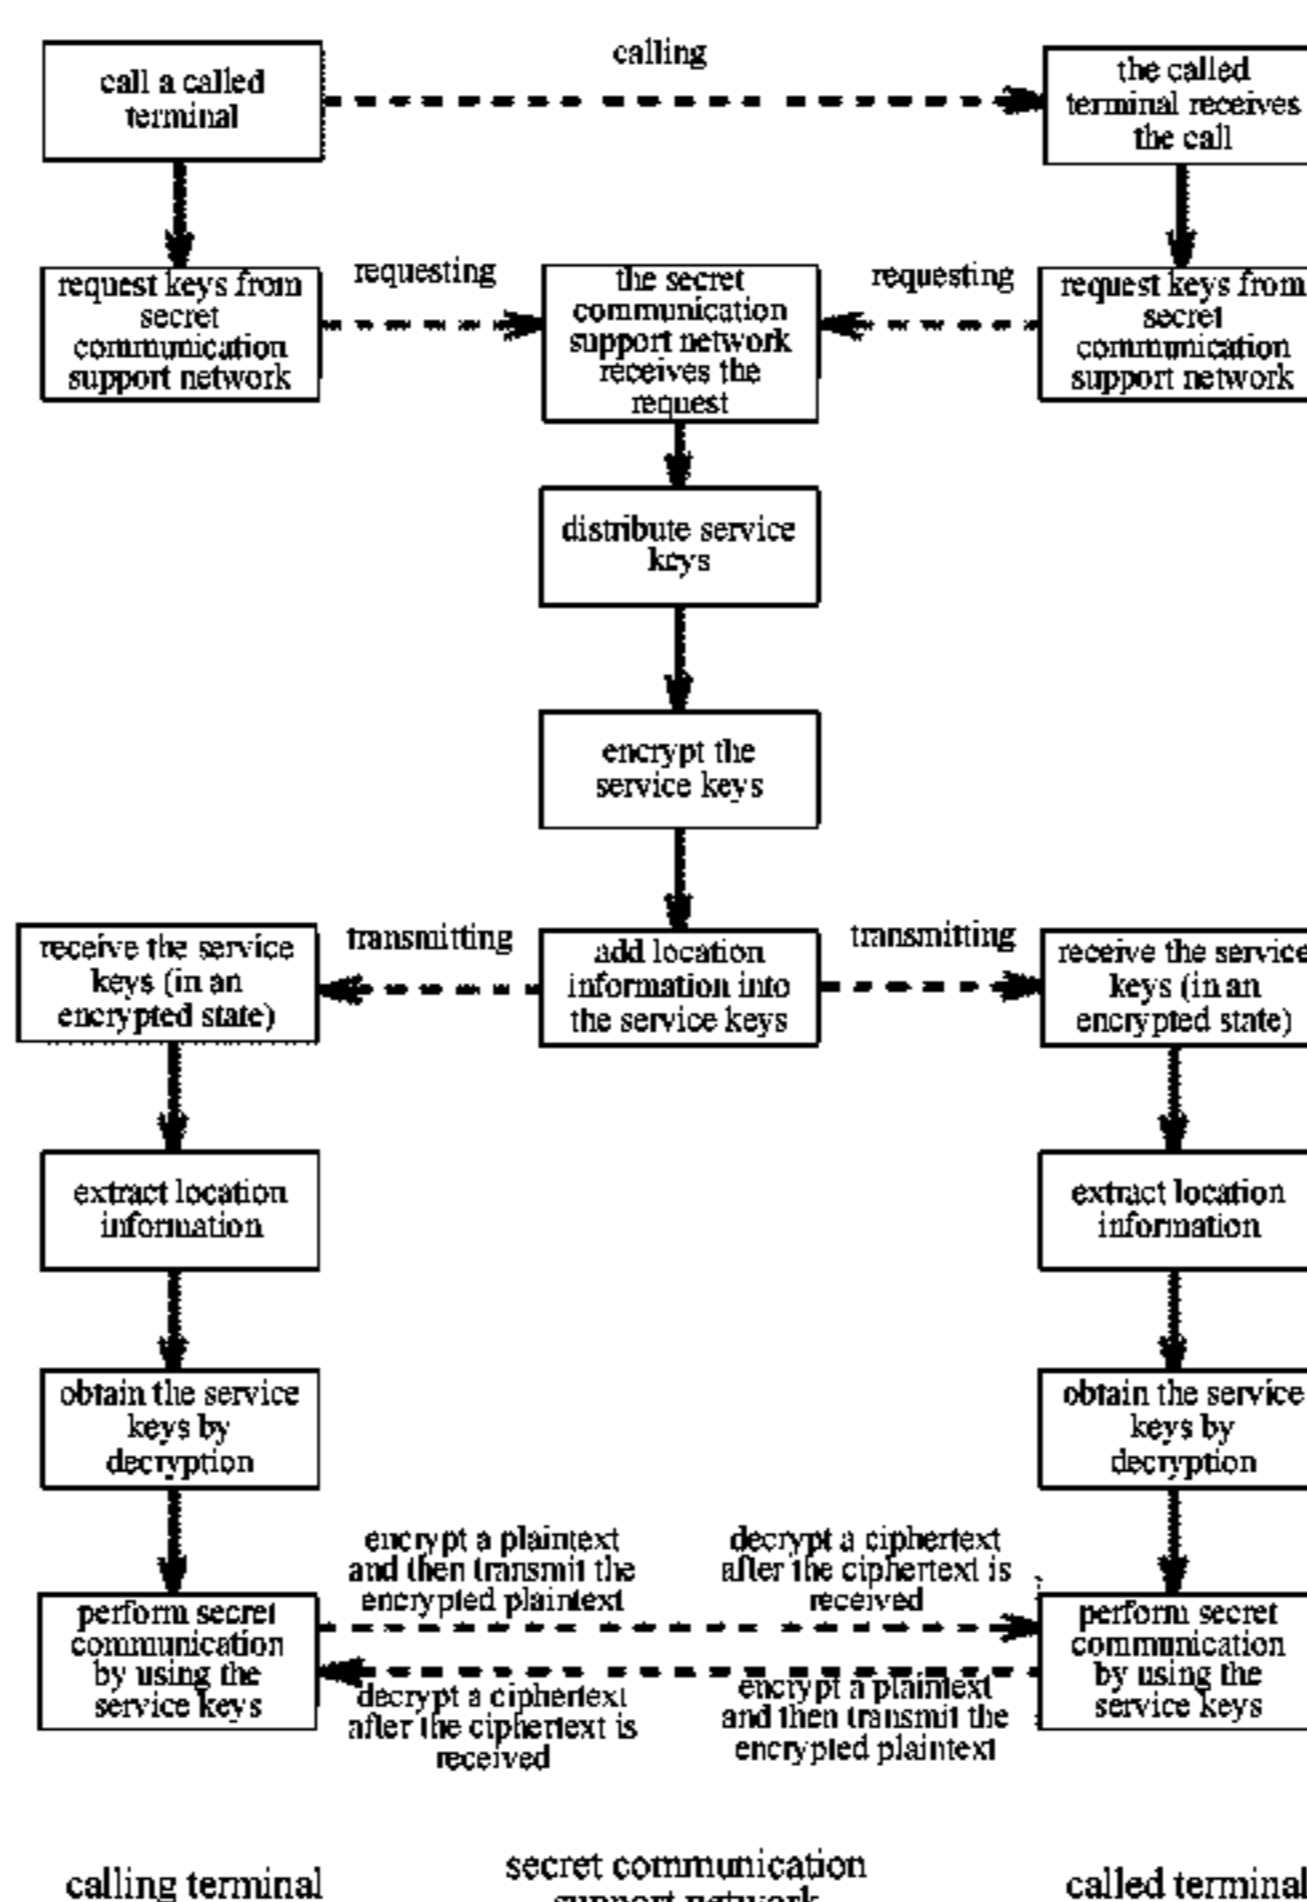 calling
call a called
terminal
the called
terminal receives
the call
request keys from
secret
communication
support network
requesting
the secret
communication
support network
receives the
request
requesting
request keys from
secret
communication
support network
distribute service
keys
encrypt the
service keys
receive the service
keys (in an
encrypted state)
transmitting
add location
information into
the service keys
transmitting
receive the service
keys (in an
encrypted state)
extract location
information
extract location
information
obtain the service
keys by
decryption
obtain the service
keys by
decryption
encrypt a plaintext
and then transmit the
encrypted plaintext
decrypt a ciphertext
after the ciphertext is
received
perform secret
communication
by using the
service keys
perform secret
communication
by using the
service keys
decrypt a ciphertext
after the ciphertext is
received
encrypt a plaintext
and then transmit the
encrypted plaintext
calling terminal
secret communication
support network
called terminal